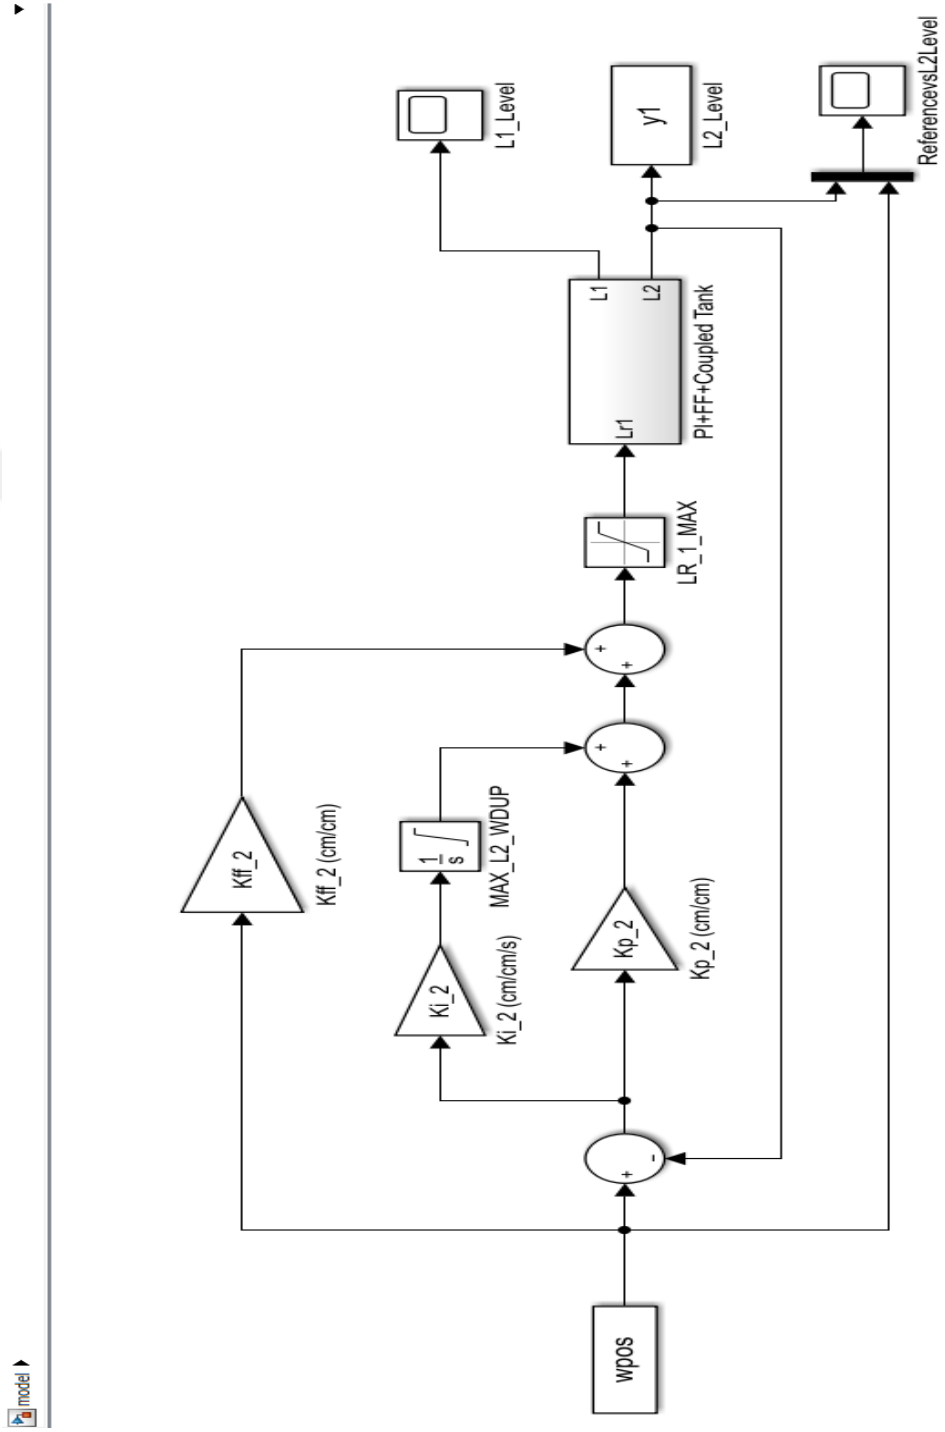 model
wpos
+
-
Kff_2
Kff_2 (cm/cm)
Ki_2
Ki_2 (cm/cm/s)
1
s
MAX_L2_WDUP
Kp_2
Kp_2 (cm/cm)
+
+
+
+
LR_1_MAX
Lr1
L1
L2
PI+FF+Coupled Tank
L1_Level
y1
L2_Level
ReferencevsL2Level